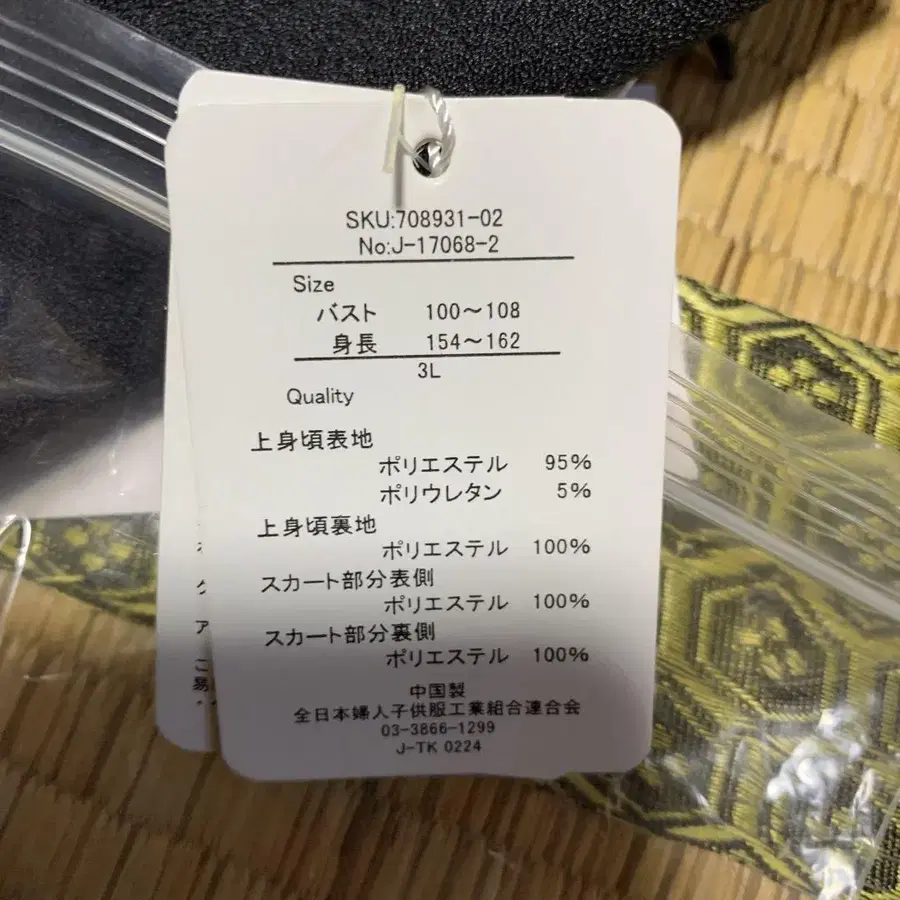 SKU:708931-02
No:J-17068-2
Size
バスト 100～108
身長 154～162
3L
Quality
上身頃表地
ポリエステル 95%
ポリウレタン 5%
上身頃裏地
ポリエステル 100%
スカート部分表側
ポリエステル 100%
スカート部分裏側
ポリエステル 100%
中国製
全日本婦人子供服工業組合連合会
03-3866-1299
J-TK 0224